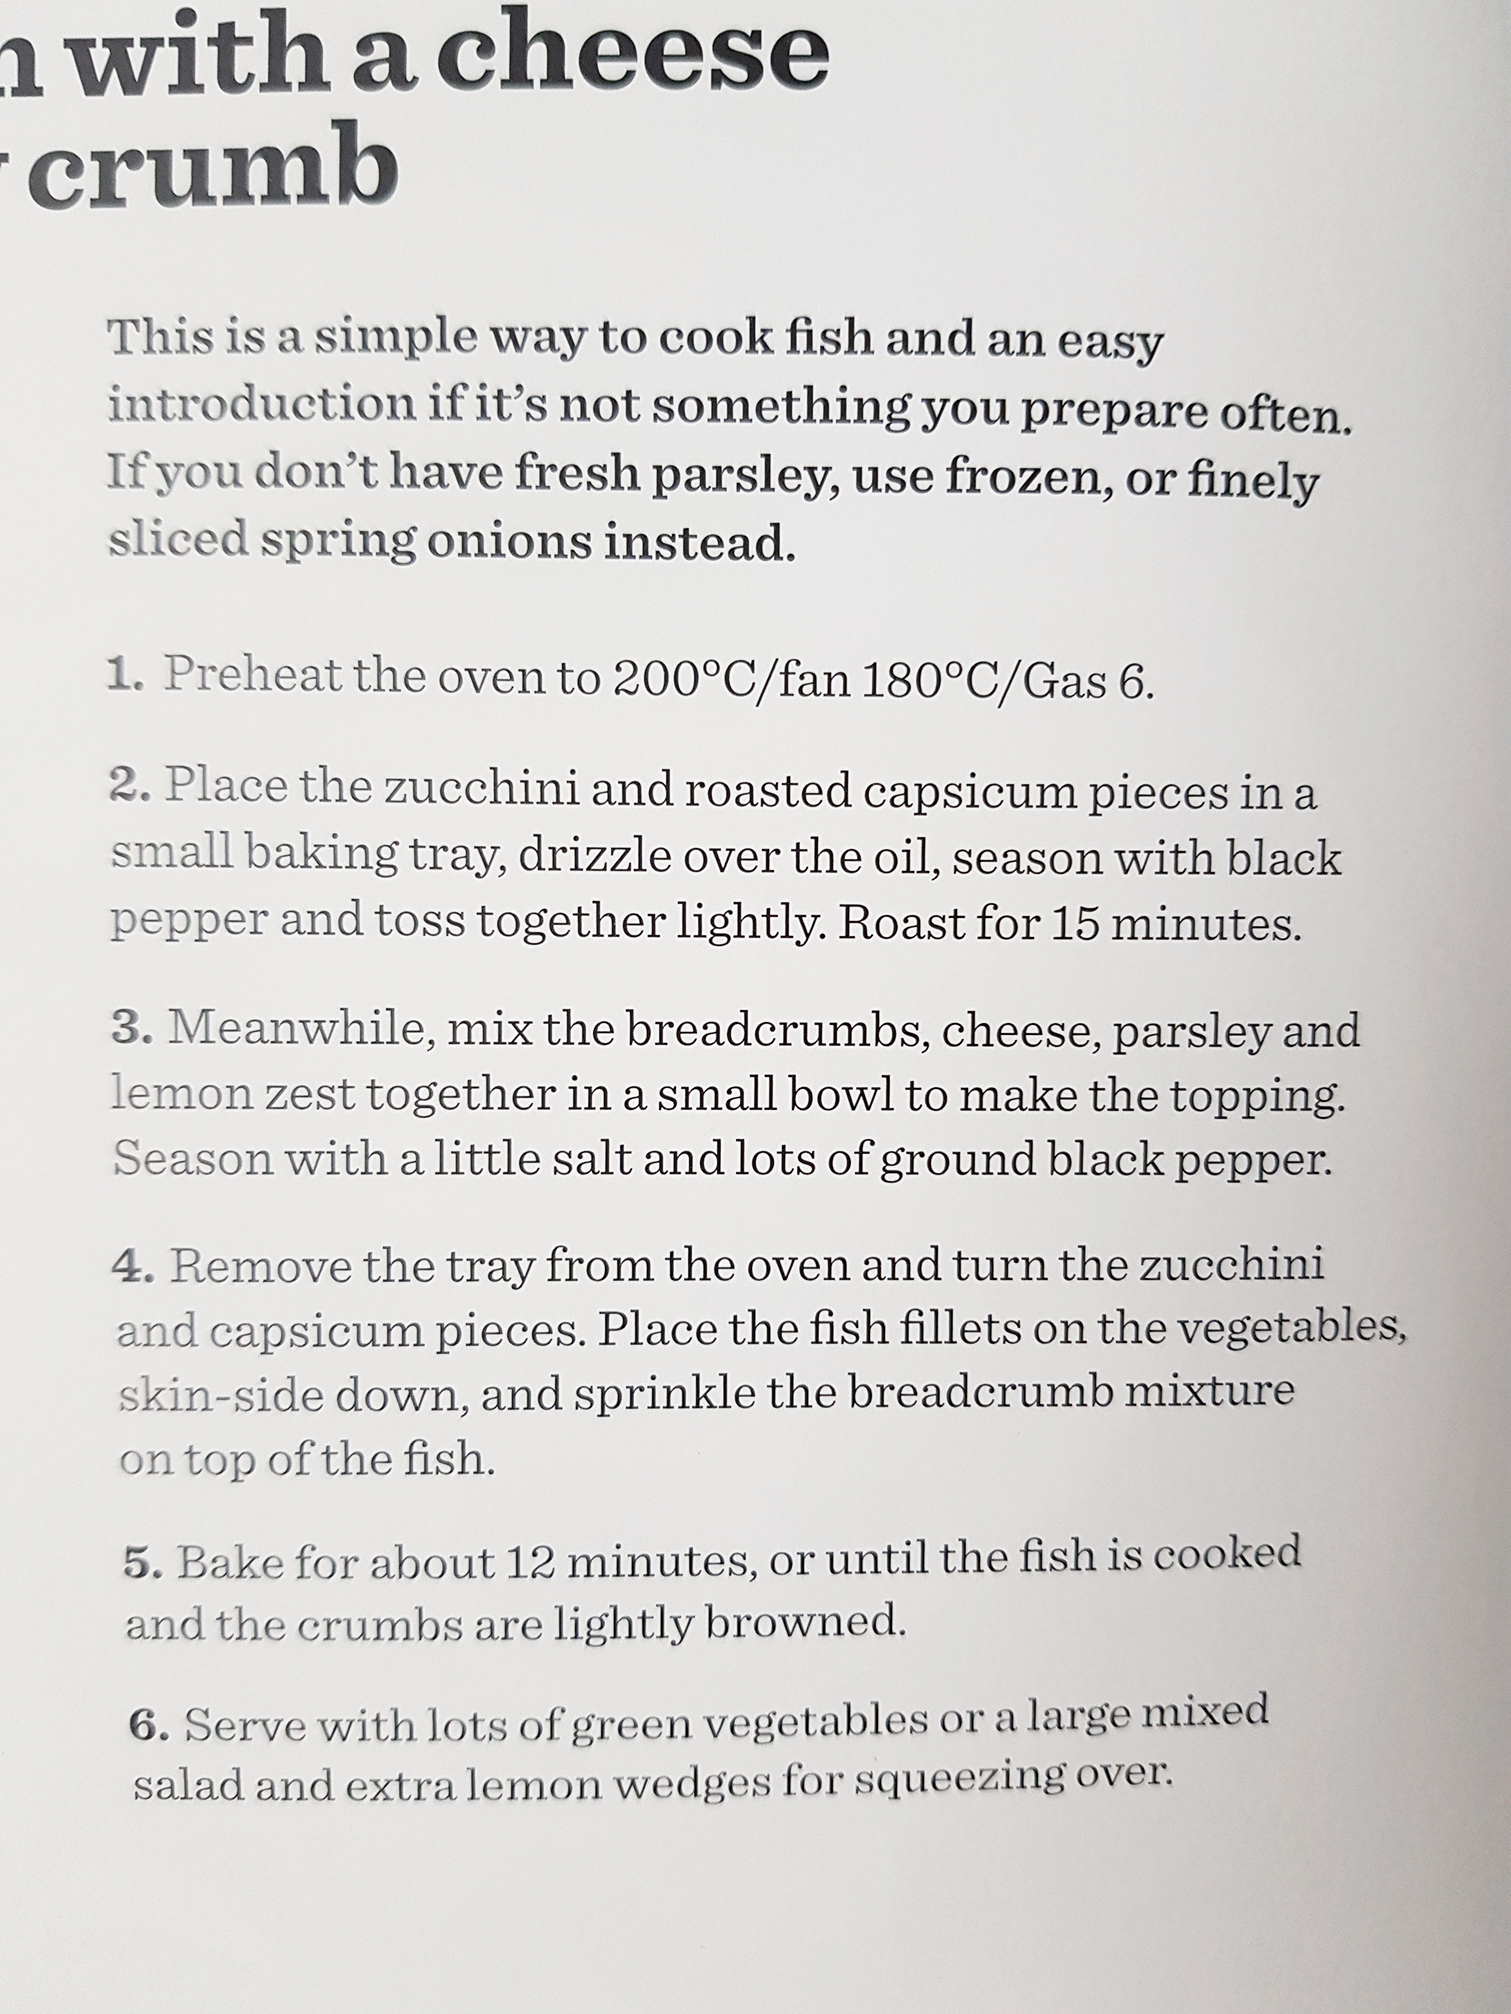 with a cheese
crumb
This is a simple way to cook fish and an easy
introduction if it's not something you prepare often.
If you don't have fresh parsley, use frozen, or finely
sliced spring onions instead.
1. Preheat the oven to 200°C/fan 180°C/Gas 6.
2. Place the zucchini and roasted capsicum pieces in a
small baking tray, drizzle over the oil, season with black
pepper and toss together lightly. Roast for 15 minutes.
3. Meanwhile, mix the breadcrumbs, cheese, parsley and
lemon zest together in a small bowl to make the topping.
Season with a little salt and lots of ground black pepper.
4. Remove the tray from the oven and turn the zucchini
and capsicum pieces. Place the fish fillets on the vegetables,
skin-side down, and sprinkle the breadcrumb mixture
on top of the fish.
5. Bake for about 12 minutes, or until the fish is cooked
and the crumbs are lightly browned.
6. Serve with lots of green vegetables or a large mixed
salad and extra lemon wedges for squeezing over.